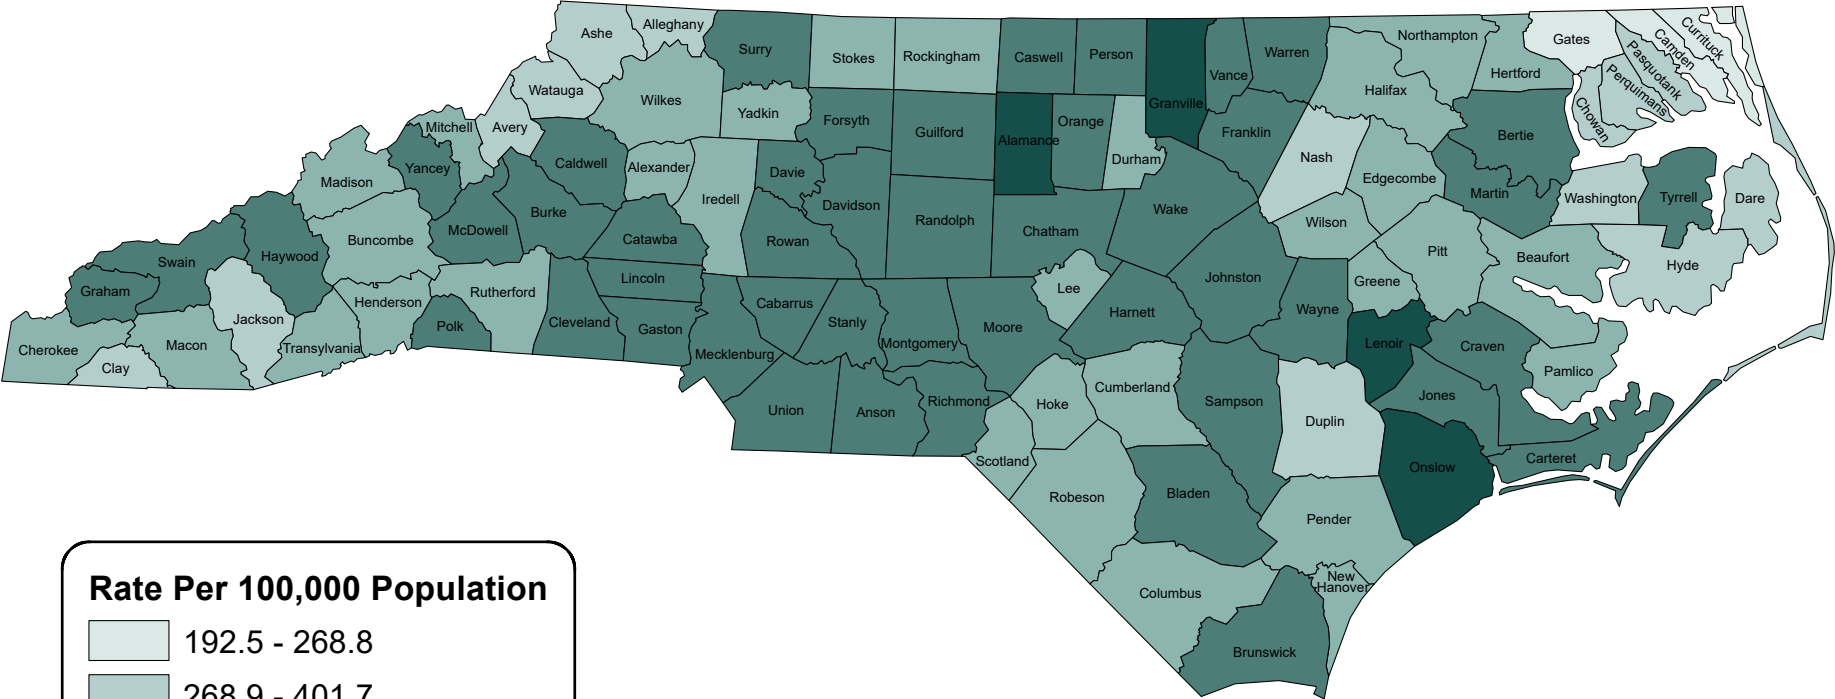 Ashe
Alleghany
Surry
Stokes
Rockingham
Caswell
Person
Granville
Vance
Warren
Northampton
Gates
Currituck
Camden
Pasquotank
Perquimans
Chowan
Hertford
Halifax
Watauga
Wilkes
Yadkin
Forsyth
Guilford
Alamance
Orange
Durham
Franklin
Bertie
Mitchell
Avery
Caldwell
Alexander
Iredell
Davie
Nash
Edgecombe
Martin
Washington
Tyrrell
Dare
Madison
Yancey
Burke
McDowell
Catawba
Rowan
Davidson
Randolph
Chatham
Wake
Wilson
Pitt
Beaufort
Hyde
Buncombe
Haywood
Swain
Graham
Lincoln
Lee
Johnston
Greene
Jackson
Henderson
Rutherford
Polk
Cleveland
Gaston
Cabarrus
Stanly
Montgomery
Moore
Harnett
Wayne
Lenoir
Craven
Pamlico
Cherokee
Clay
Macon
Transylvania
Mecklenburg
Union
Anson
Richmond
Hoke
Cumberland
Sampson
Duplin
Jones
Scotland
Robeson
Bladen
Onslow
Carteret
Pender
Columbus
New
Hanover
Brunswick
Rate Per 100,000 Population
192.5 - 268.8
268.9 - 401.7